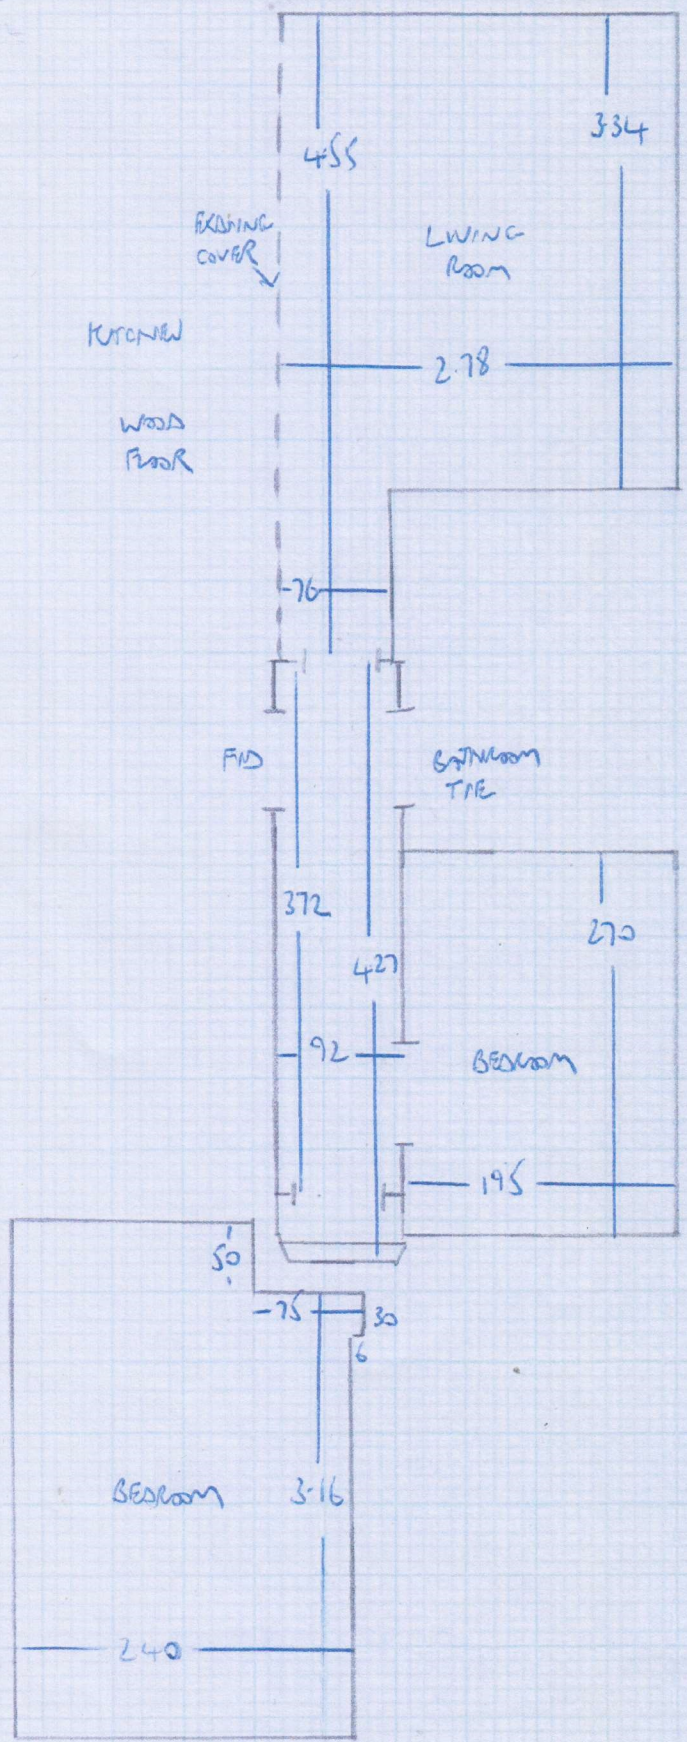 455
334
EXISTING
COVER
LIVING
ROOM
KITCHEN
2.78
WOOD
FLOOR
76
FND
BATHROOM
TILE
372
270
427
92
BEDROOM
195
50
75
30
6
BEDROOM
3.16
240